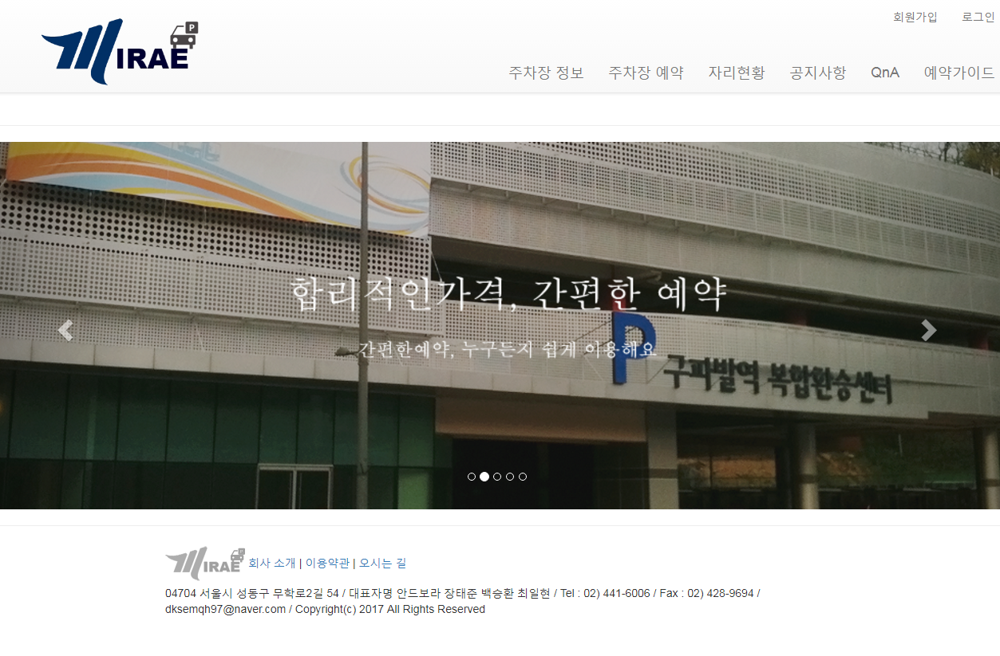 회원가입 로그인
MIRAE P
주차장 정보 주차장 예약 자리현황 공지사항 QnA 예약가이드
합리적인가격, 간편한 예약
간편한예약, 누구든지 쉽게 이용해요
P 구파발역 복합환승센터
MIRAE P 회사 소개 | 이용약관 | 오시는 길
04704 서울시 성동구 무학로2길 54 / 대표자명 안드보라 장태준 백승환 최일현 / Tel : 02) 441-6006 / Fax : 02) 428-9694 /
dksemqh97@naver.com / Copyright(c) 2017 All Rights Reserved